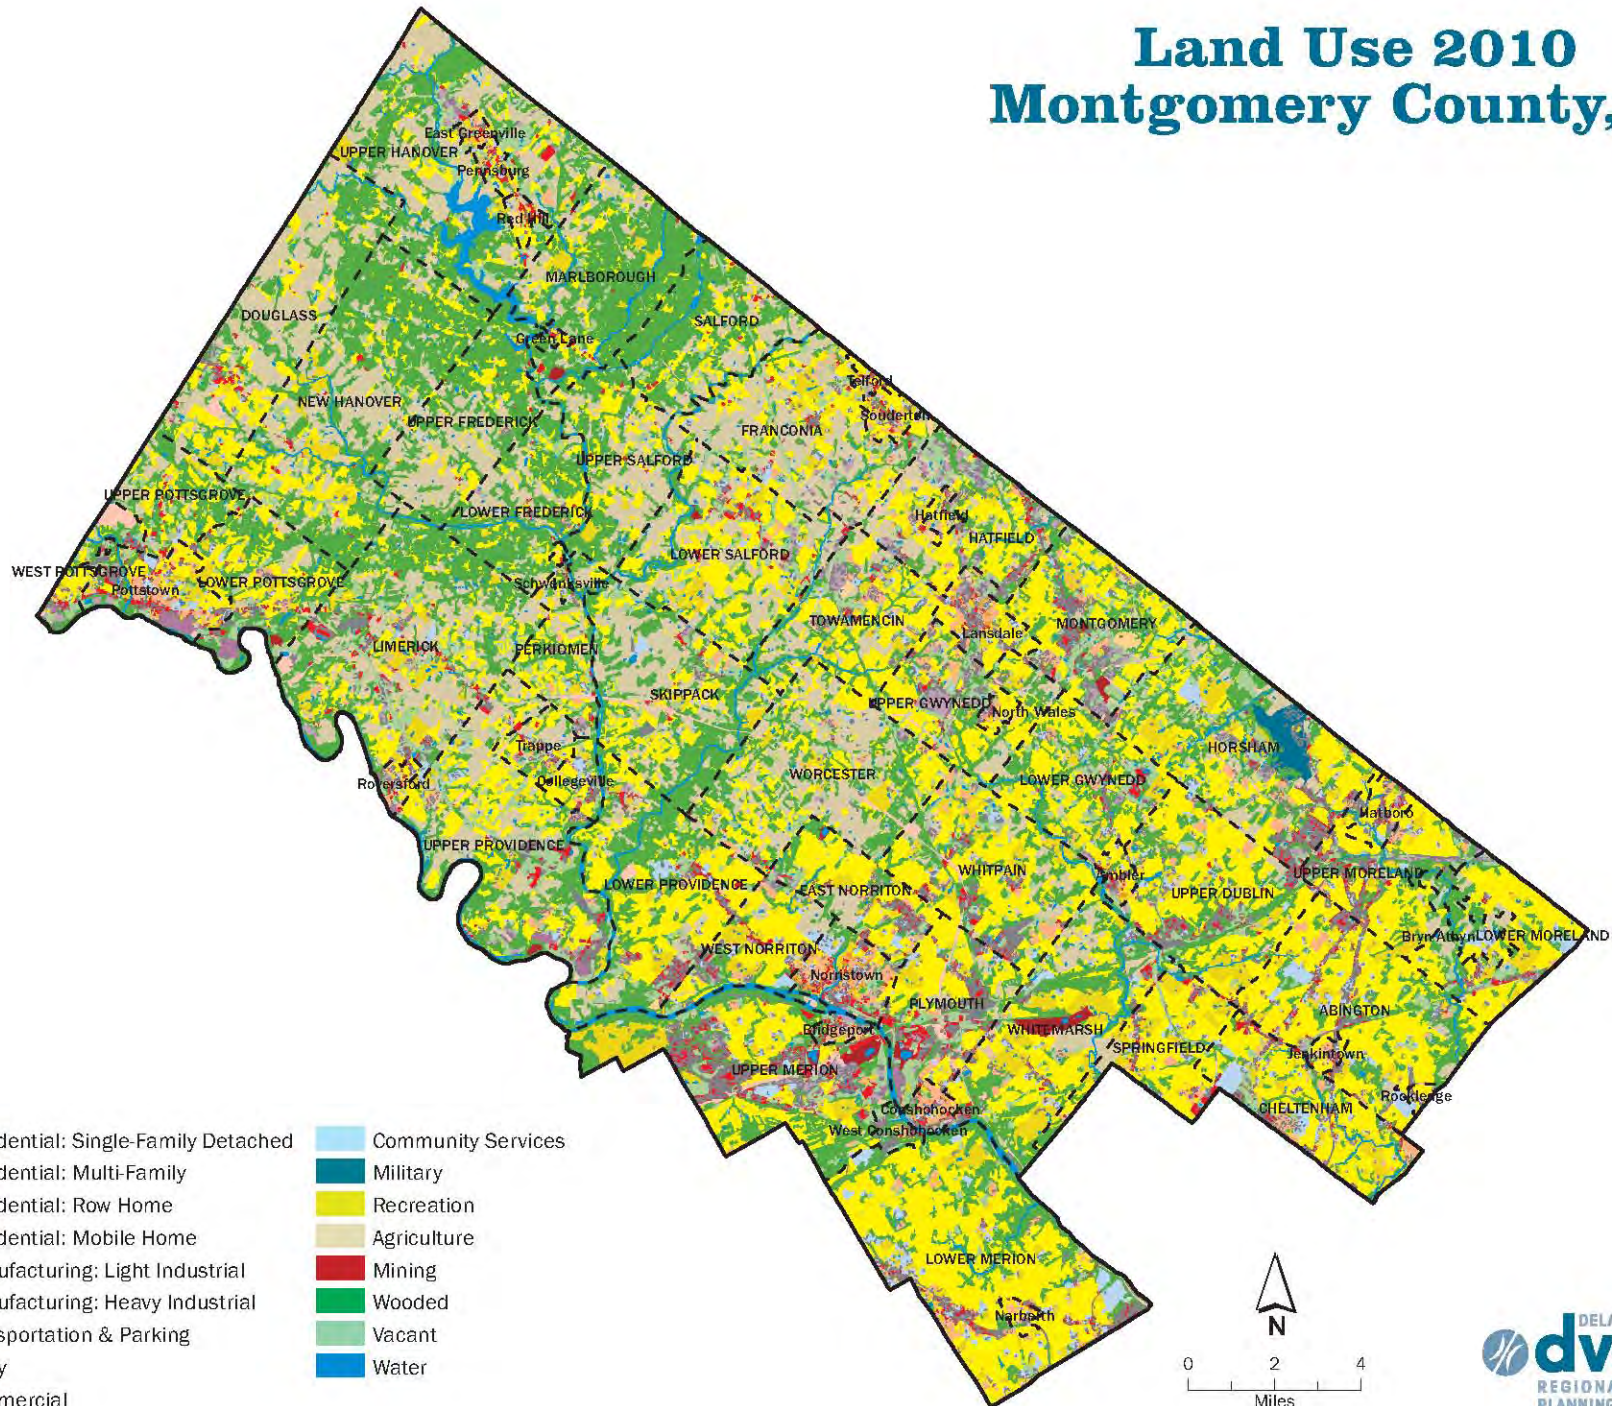 Land Use 2010
Montgomery County,
East Greenville
UPPER HANOVER
Pennsburg
Red Hill
MARLBOROUGH
DOUGLASS
SALFORD
Green Lane
Telford
NEW HANOVER
Souderton
UPPER FREDERICK
FRANCONIA
UPPER SALFORD
UPPER POTTSGROVE
LOWER FREDERICK
Hatfield
HATFIELD
LOWER SALFORD
WEST POTTSGROVE
LOWER POTTSGROVE
Schwenksville
Pottstown
TOWAMENCIN
MONTGOMERY
Lansdale
LIMERICK
PERKIOMEN
SKIPPACK
UPPER GWYNEDD
North Wales
Trappe
HORSHAM
WORCESTER
LOWER GWYNEDD
Royersford
Collegeville
Hatboro
UPPER PROVIDENCE
WHITPAIN
Ambler
UPPER MORELAND
LOWER PROVIDENCE
EAST NORRITON
UPPER DUBLIN
Bryn Athyn
LOWER MORELAND
WEST NORRITON
Norristown
PLYMOUTH
ABINGTON
Bridgeport
WHITEMARSH
SPRINGFIELD
Jenkintown
UPPER MERION
Rockledge
Conshohocken
CHELTENHAM
West Conshohocken
LOWER MERION
Narberth
dential: Single-Family Detached
dential: Multi-Family
dential: Row Home
dential: Mobile Home
ufacturing: Light Industrial
ufacturing: Heavy Industrial
sportation & Parking
y
mercial
Community Services
Military
Recreation
Agriculture
Mining
Wooded
Vacant
Water
N
0 2 4
Miles
DELA
dv
REGIONA
PLANNING